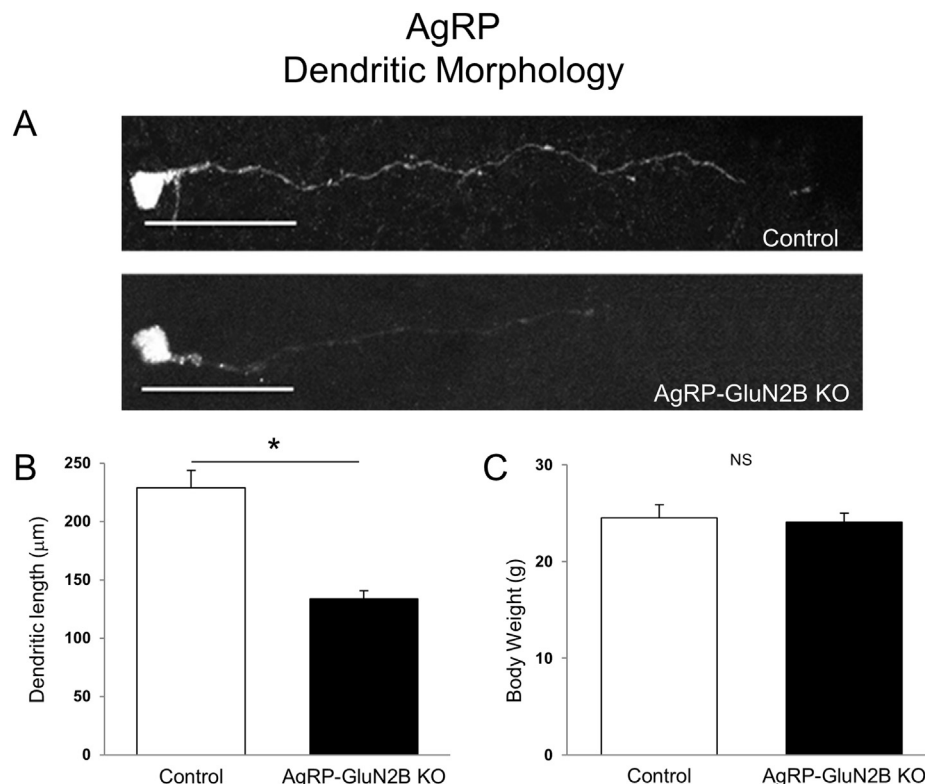 AgRP
Dendritic Morphology
A
Control
AgRP-GluN2B KO
B
*
Dendritic length (μm)
250
200
150
100
50
0
Control
AgRP-GluN2B KO
C
NS
Body Weight (g)
30
20
10
0
Control
AgRP-GluN2B KO